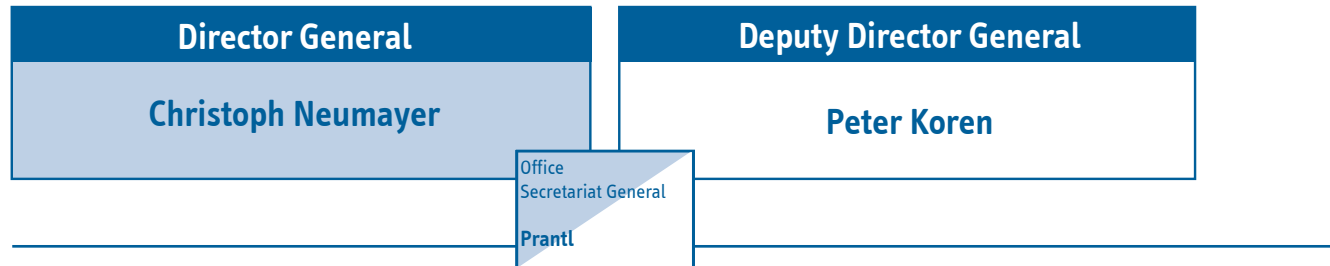 Director General
Christoph Neumayer
Deputy Director General
Peter Koren
Office
Secretariat General
Prantl